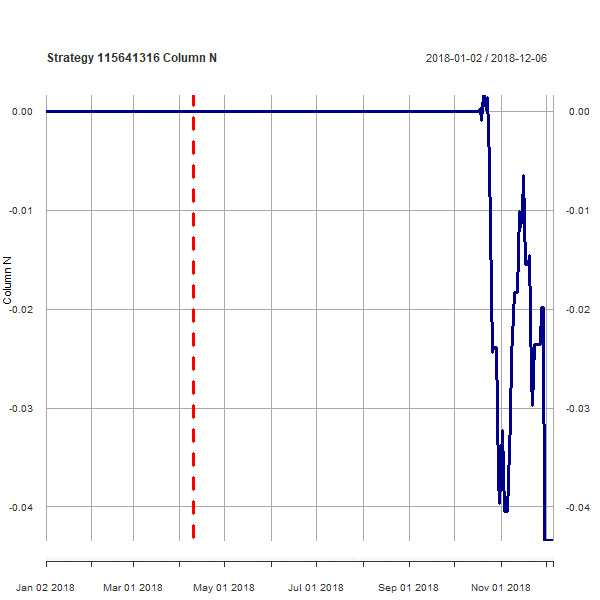 Strategy 115641316 Column N 2018-01-02 / 2018-12-06
0.00 0.00
-0.01 -0.01
Column N
-0.02 -0.02
-0.03 -0.03
-0.04 -0.04
Jan 02 2018 Mar 01 2018 May 01 2018 Jul 01 2018 Sep 01 2018 Nov 01 2018